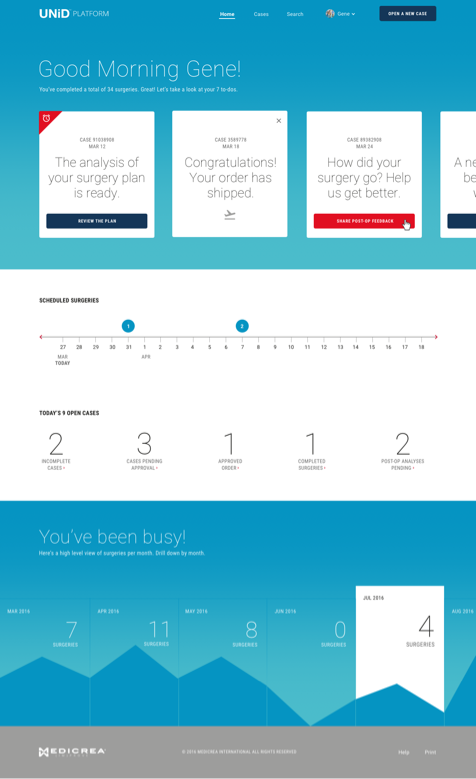 UNiD PLATFORM
Home
Cases
Search
Gene
OPEN A NEW CASE
Good Morning Gene!
You've completed a total of 34 surgeries. Great! Let's take a look at your 7 to-dos.
CASE 91038908
MAR 12
The analysis of
your surgery plan
is ready.
REVIEW THE PLAN
CASE 3589779
MAR 18
Congratulations!
Your order has
shipped.
CASE 89382908
MAR 24
How did your
surgery go? Help
us get better.
SHARE POST-OP FEEDBACK
A ne
be
SCHEDULED SURGERIES
1
2
27 28 29 30 31 1 2 3 4 5 6 7 8 9 10 11 12 13 14 15 16 17 18
MAR
APR
TODAY
TODAY'S 9 OPEN CASES
2
INCOMPLETE
CASES
3
CASES PENDING
APPROVAL
1
APPROVED
ORDER
1
COMPLETED
SURGERIES
2
POST-OP ANALYSES
PENDING
You've been busy!
Here's a high level view of surgeries per month. Drill down by month.
MAR 2016
7
SURGERIES
APR 2016
11
SURGERIES
MAY 2016
8
SURGERIES
JUN 2016
0
SURGERIES
JUL 2016
4
SURGERIES
AUG 2016
MEDICREA
© 2016 MEDICREA INTERNATIONAL ALL RIGHTS RESERVED
Help
Print